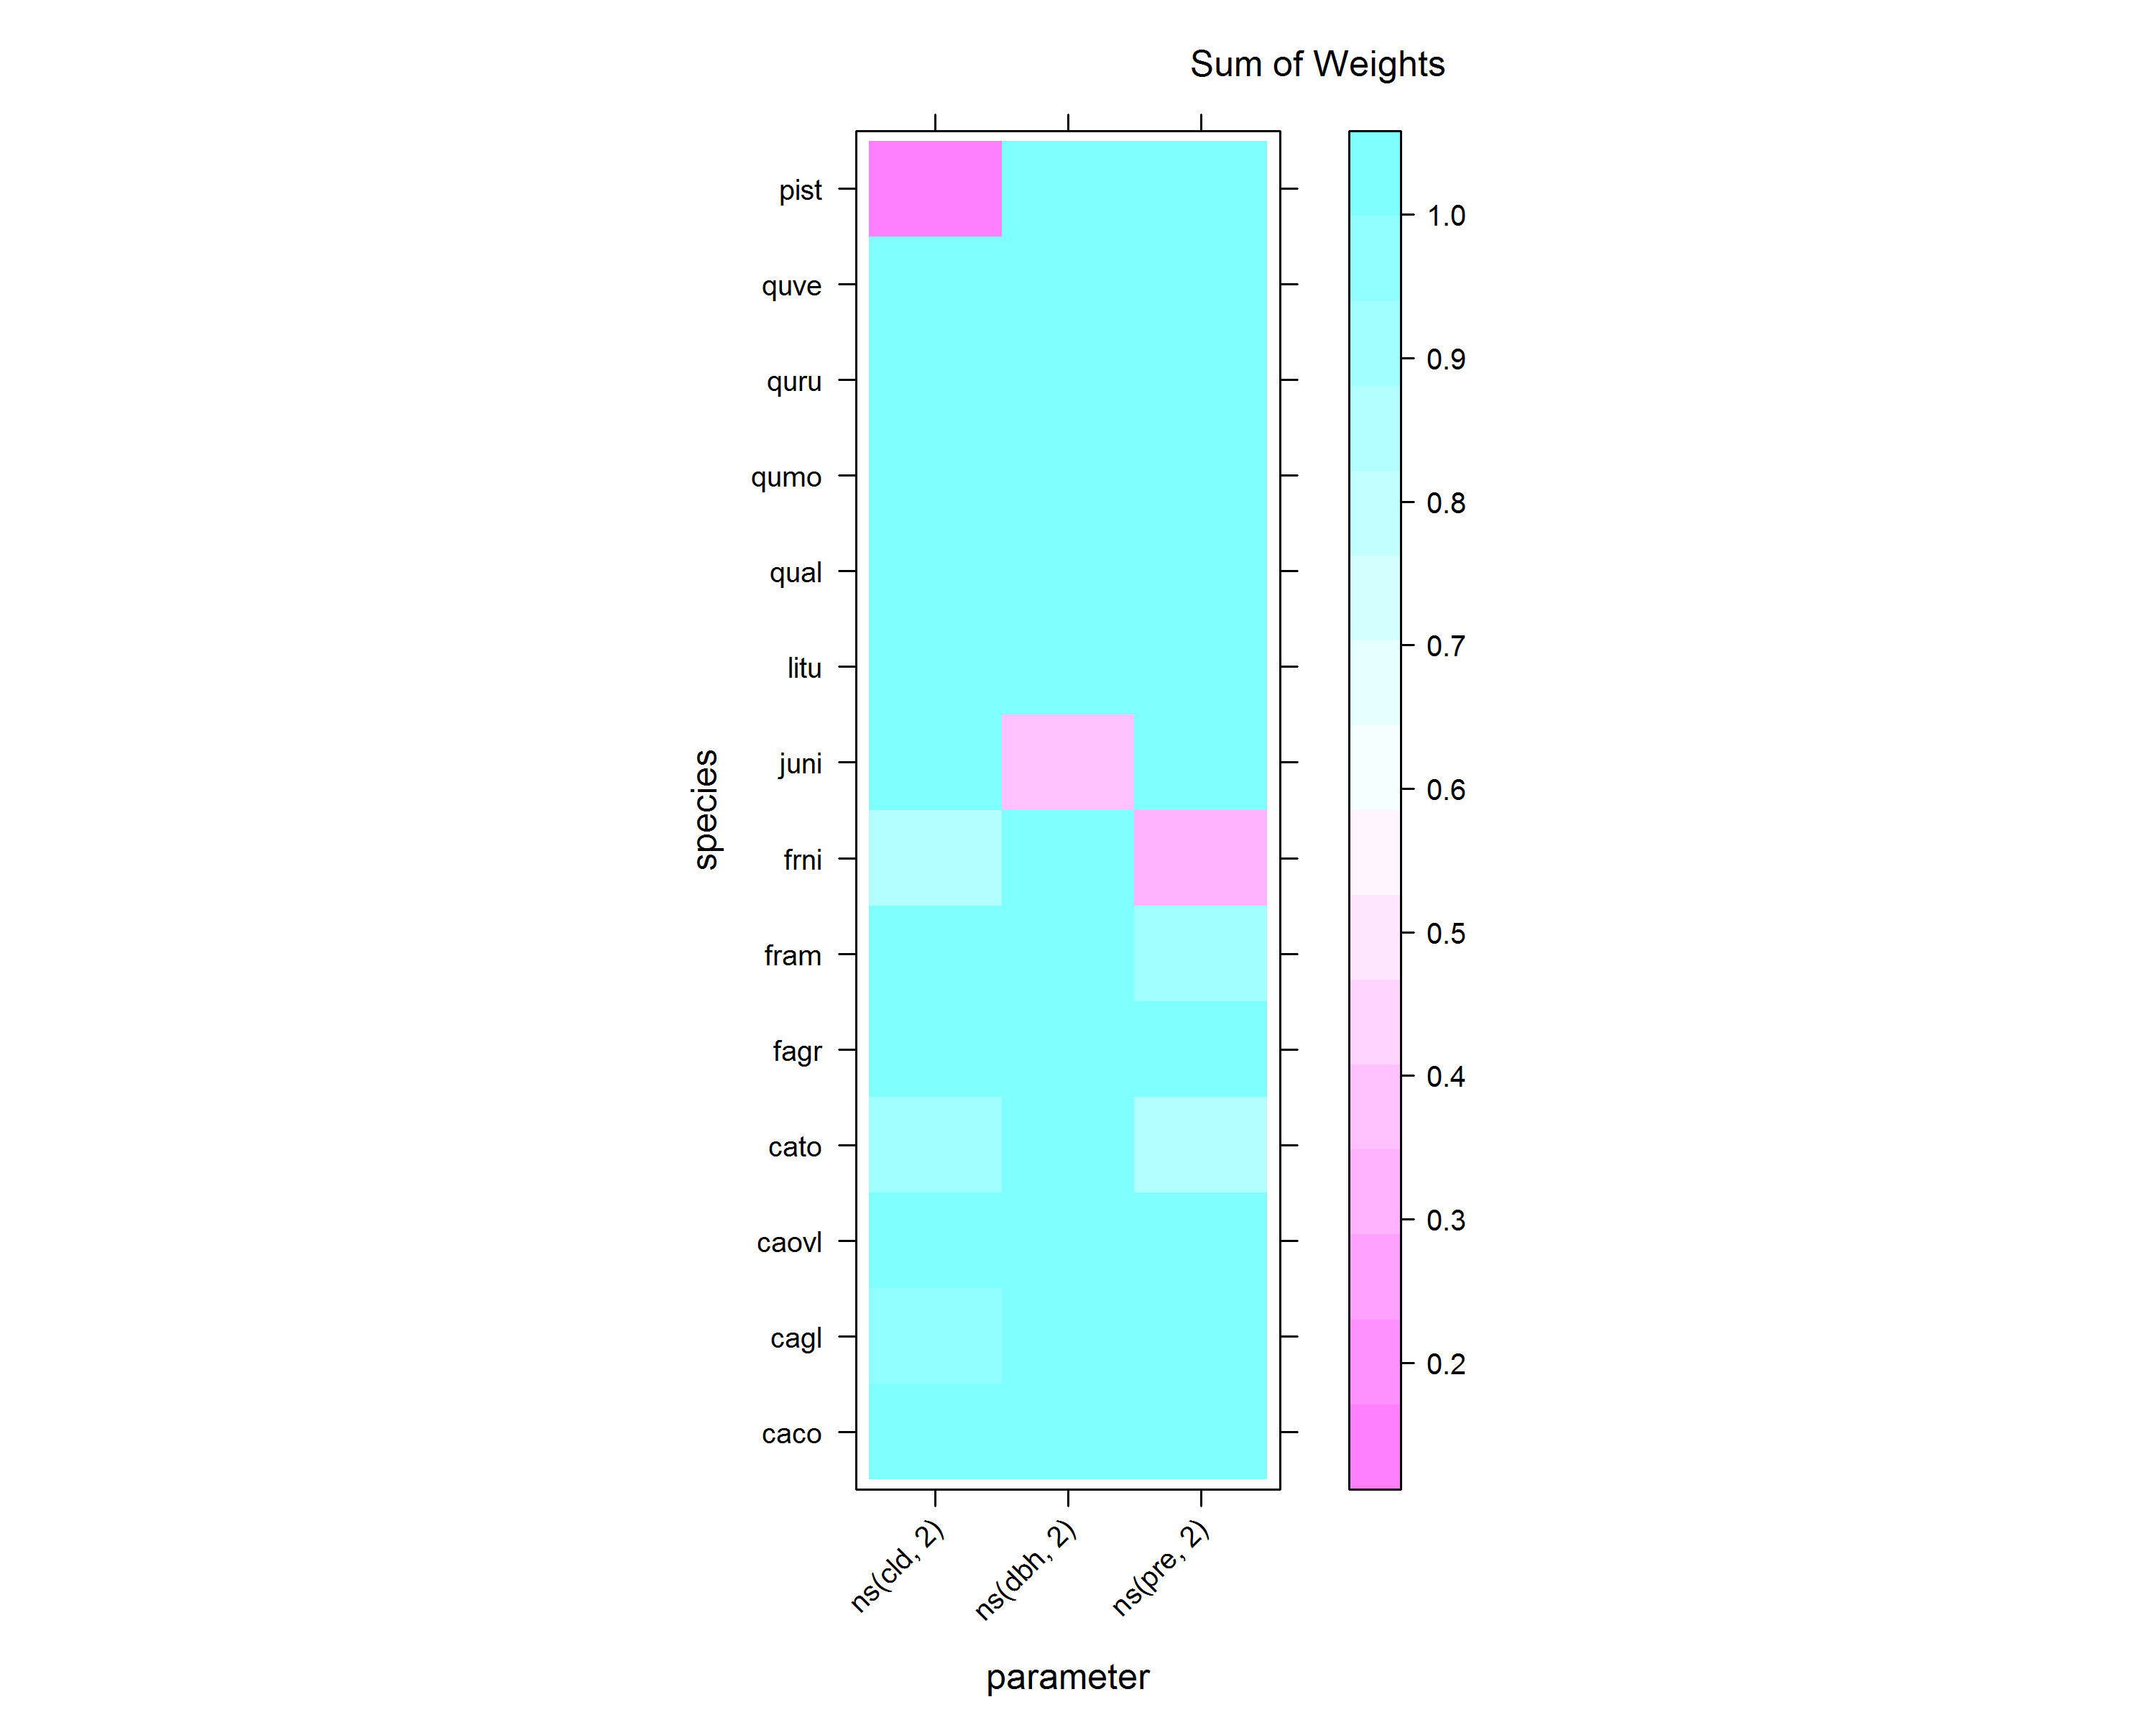 Sum of Weights
pist
quve
quru
qumo
qual
litu
juni
frni
fram
fagr
cato
caovl
cagl
caco
species
1.0
0.9
0.8
0.7
0.6
0.5
0.4
0.3
0.2
ns(cld, 2)
ns(dbh, 2)
ns(pre, 2)
parameter